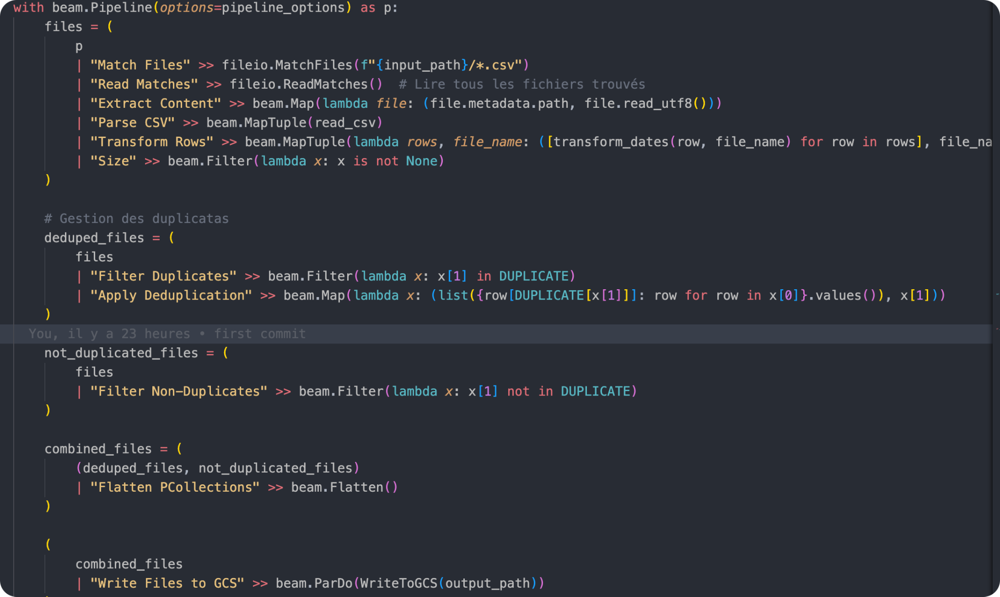 with beam.Pipeline(options=pipeline_options) as p:
    files = (
        p
        | "Match Files" >> fileio.MatchFiles(f"{input_path}/*.csv")
        | "Read Matches" >> fileio.ReadMatches()  # Lire tous les fichiers trouvés
        | "Extract Content" >> beam.Map(lambda file: (file.metadata.path, file.read_utf8()))
        | "Parse CSV" >> beam.MapTuple(read_csv)
        | "Transform Rows" >> beam.MapTuple(lambda rows, file_name: ([transform_dates(row, file_name) for row in rows], file_na
        | "Size" >> beam.Filter(lambda x: x is not None)
    )
    # Gestion des duplicatas
    deduped_files = (
        files
        | "Filter Duplicates" >> beam.Filter(lambda x: x[1] in DUPLICATE)
        | "Apply Deduplication" >> beam.Map(lambda x: (list({row[DUPLICATE[x[1]]]: row for row in x[0]}.values()), x[1]))
    )
  You, il y a 23 heures • first commit
    not_duplicated_files = (
        files
        | "Filter Non-Duplicates" >> beam.Filter(lambda x: x[1] not in DUPLICATE)
    )
    combined_files = (
        (deduped_files, not_duplicated_files)
        | "Flatten PCollections" >> beam.Flatten()
    )
    (
        combined_files
        | "Write Files to GCS" >> beam.ParDo(WriteToGCS(output_path))